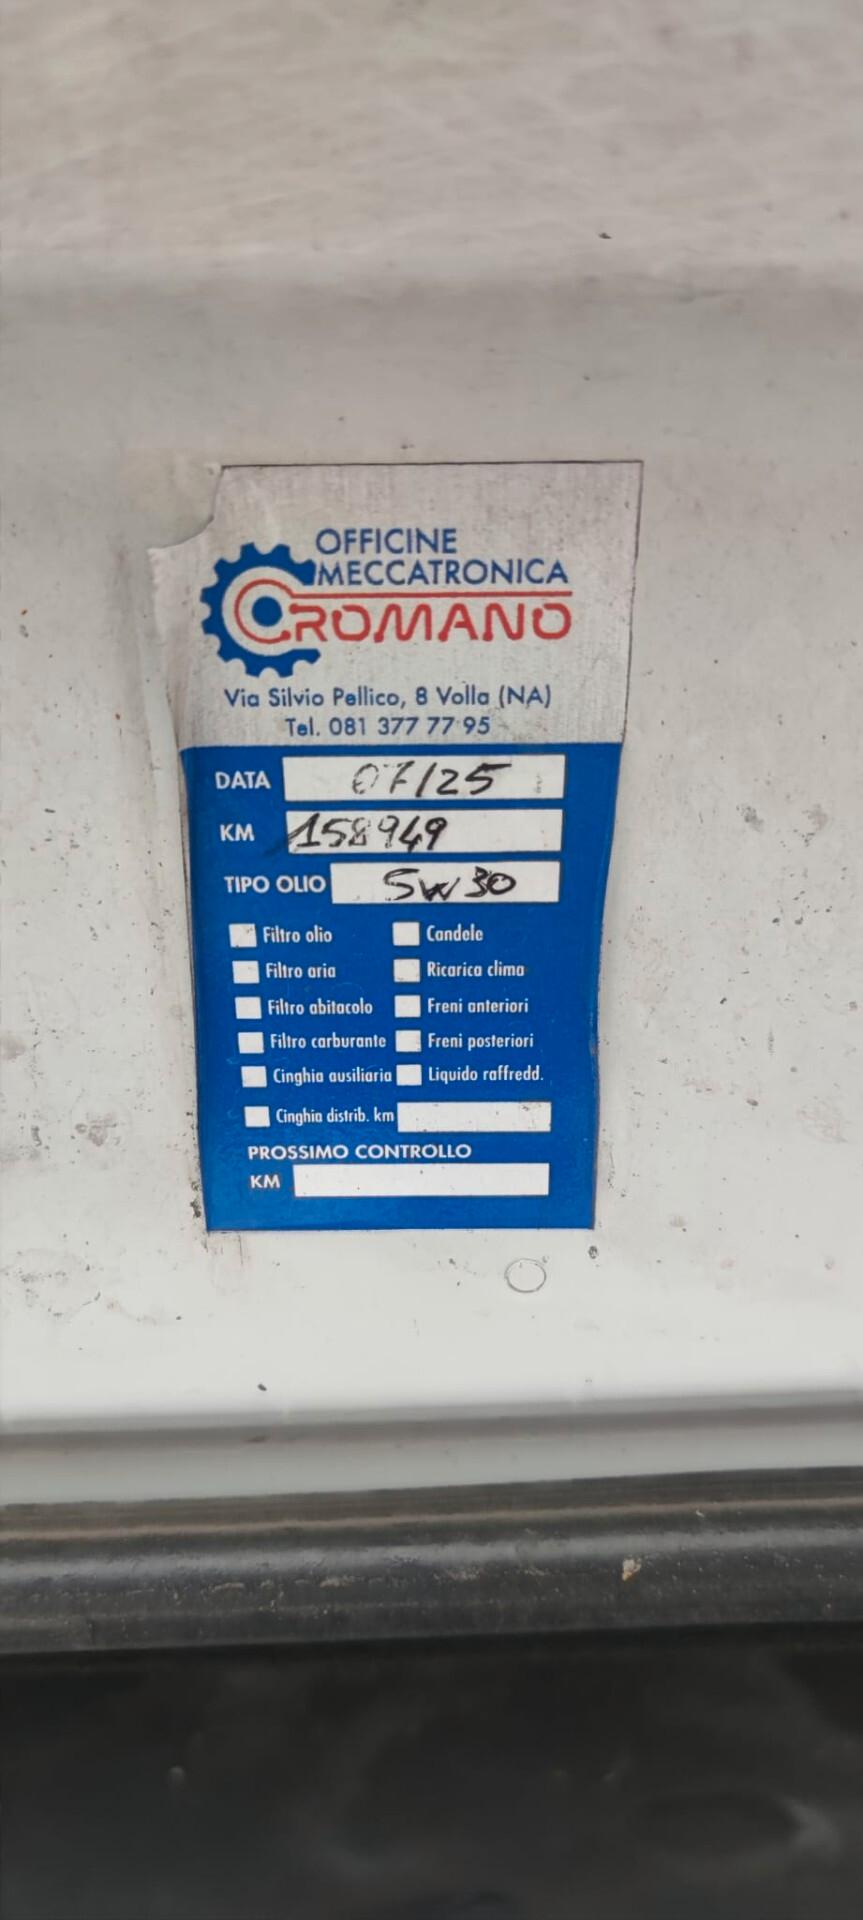 OFFICINE
MECCATRONICA
ROMANO
Via Silvio Pellico, 8 Volla (NA)
Tel. 081 377 77 95
DATA 07/25
KM 158949
TIPO OLIO 5W30
Filtro olio Candele
Filtro aria Ricarica clima
Filtro abitacolo Freni anteriori
Filtro carburante Freni posteriori
Cinghia ausiliaria Liquido raffredd.
Cinghia distrib. km
PROSSIMO CONTROLLO
KM